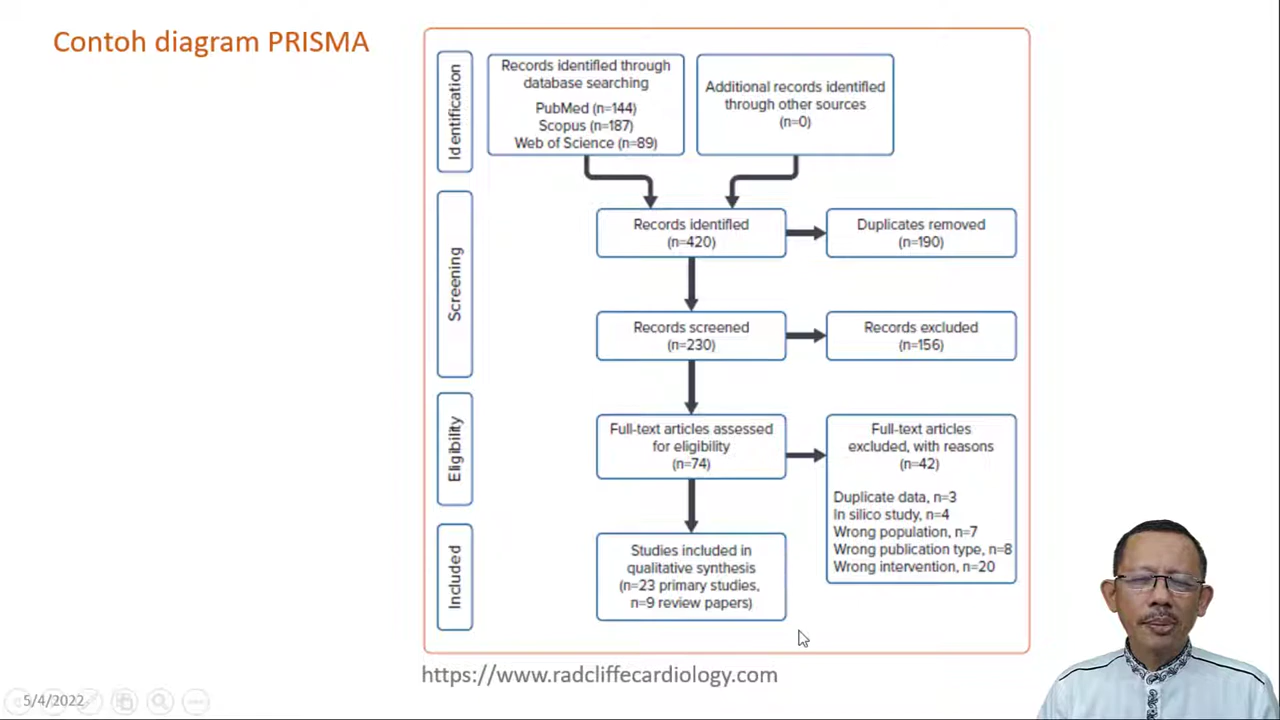 Contoh diagram PRISMA
Identification
Records identified through
database searching
PubMed (n=144)
Scopus (n=187)
Web of Science (n=89)
Additional records identified
through other sources
(n=0)
Screening
Records identified
(n=420)
Duplicates removed
(n=190)
Records screened
(n=230)
Records excluded
(n=156)
Eligibility
Full-text articles assessed
for eligibility
(n=74)
Full-text articles
excluded, with reasons
(n=42)
Duplicate data, n=3
In silico study, n=4
Wrong population, n=7
Wrong publication type, n=8
Wrong intervention, n=20
Included
Studies included in
qualitative synthesis
(n=23 primary studies,
n=9 review papers)
https://www.radcliffecardiology.com
5/4/2022